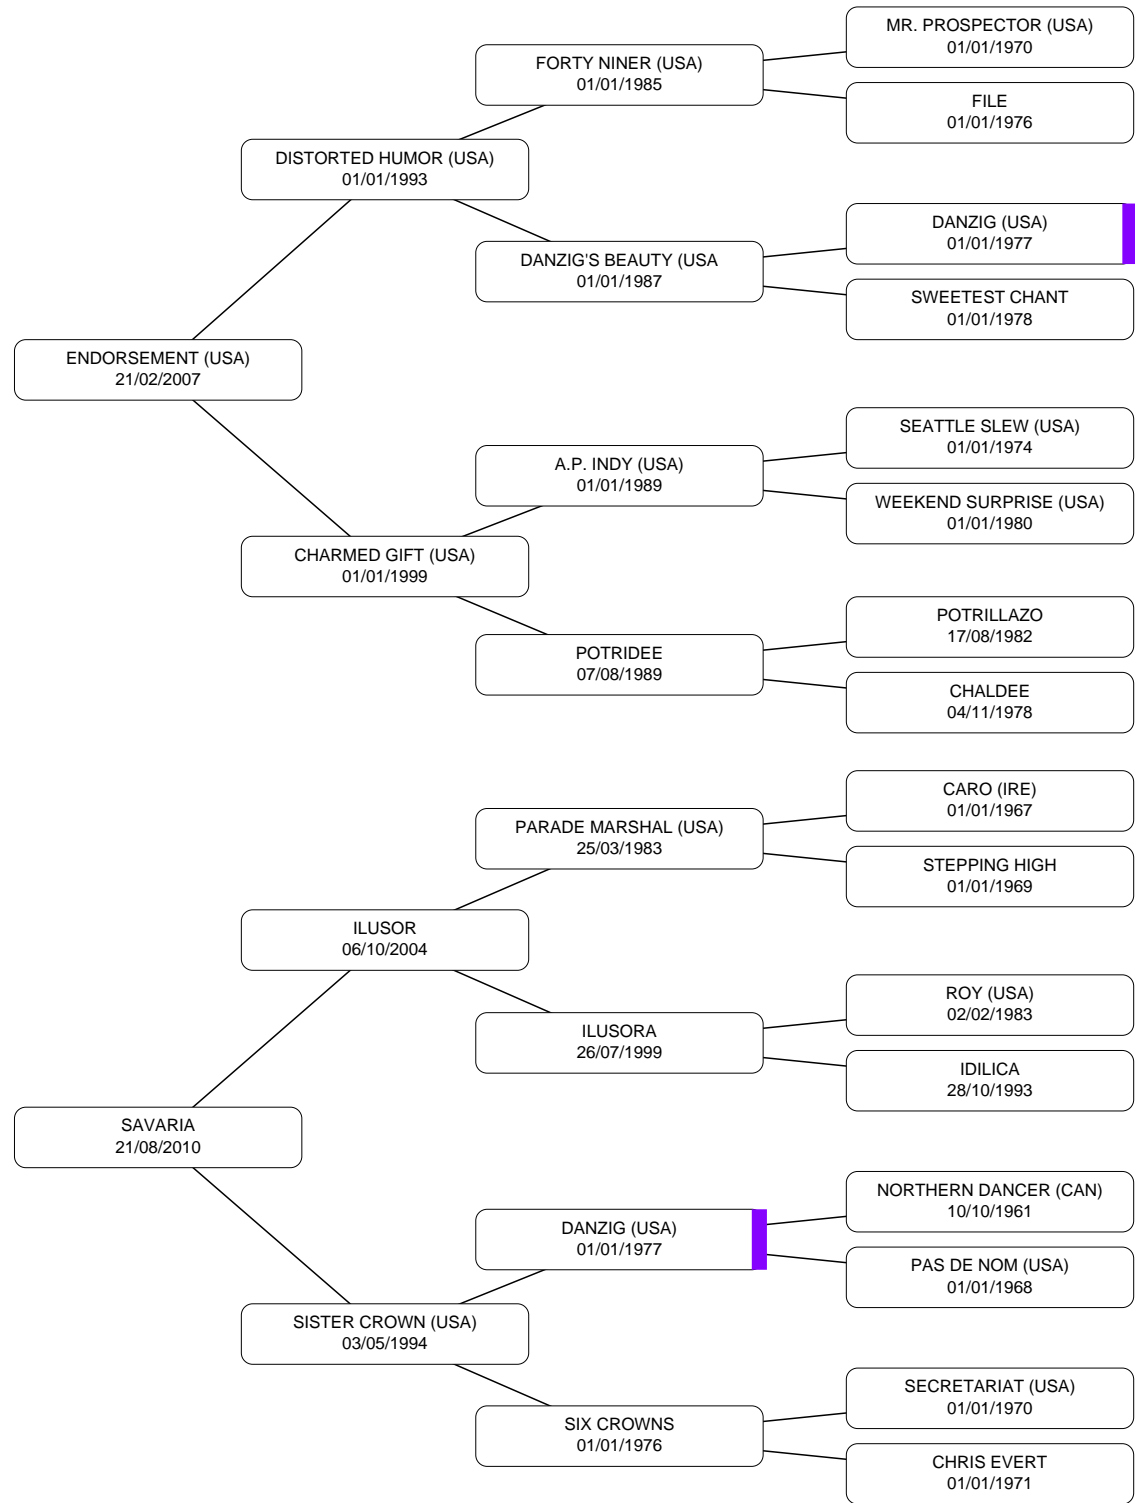 MR. PROSPECTOR (USA)
01/01/1970
FORTY NINER (USA)
01/01/1985
FILE
01/01/1976
DISTORTED HUMOR (USA)
01/01/1993
DANZIG (USA)
01/01/1977
DANZIG'S BEAUTY (USA
01/01/1987
SWEETEST CHANT
01/01/1978
ENDORSEMENT (USA)
21/02/2007
SEATTLE SLEW (USA)
01/01/1974
A.P. INDY (USA)
01/01/1989
WEEKEND SURPRISE (USA)
01/01/1980
CHARMED GIFT (USA)
01/01/1999
POTRILLAZO
17/08/1982
POTRIDEE
07/08/1989
CHALDEE
04/11/1978
CARO (IRE)
01/01/1967
PARADE MARSHAL (USA)
25/03/1983
STEPPING HIGH
01/01/1969
ILUSOR
06/10/2004
ROY (USA)
02/02/1983
ILUSORA
26/07/1999
IDILICA
28/10/1993
SAVARIA
21/08/2010
NORTHERN DANCER (CAN)
10/10/1961
DANZIG (USA)
01/01/1977
PAS DE NOM (USA)
01/01/1968
SISTER CROWN (USA)
03/05/1994
SECRETARIAT (USA)
01/01/1970
SIX CROWNS
01/01/1976
CHRIS EVERT
01/01/1971